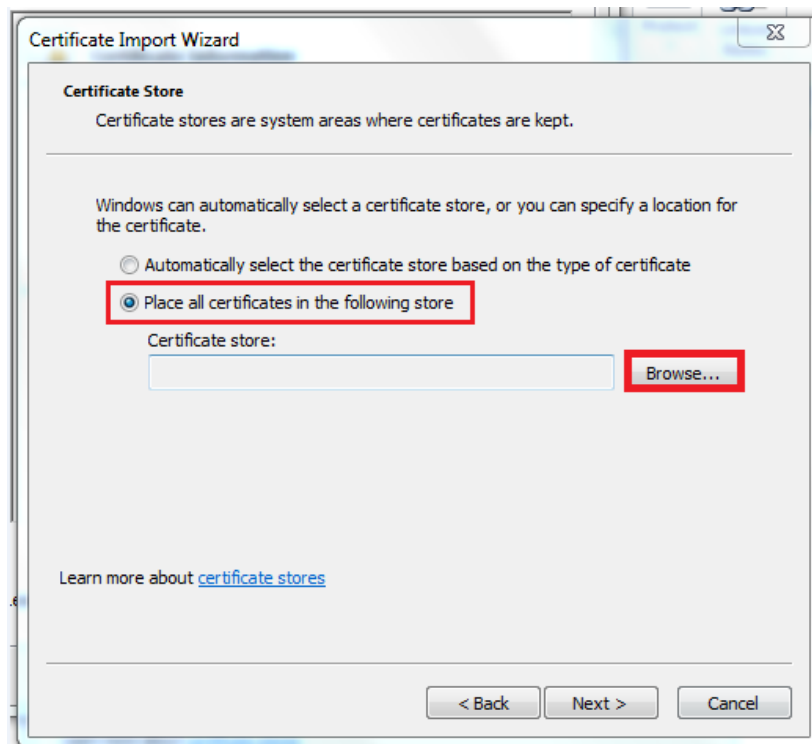 Certificate Import Wizard
Certificate Store
Certificate stores are system areas where certificates are kept.
Windows can automatically select a certificate store, or you can specify a location for
the certificate.
Automatically select the certificate store based on the type of certificate
Place all certificates in the following store
Certificate store:
Browse...
Learn more about certificate stores
< Back
Next >
Cancel